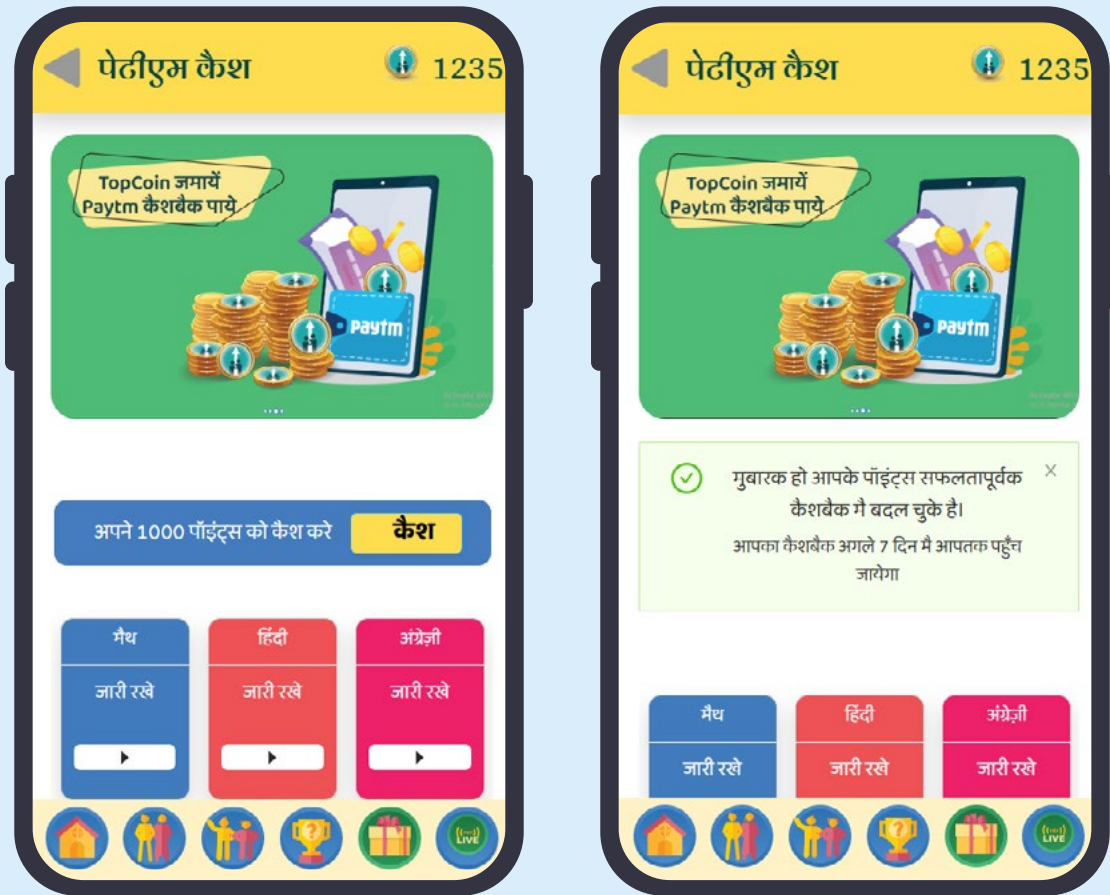 पेटीएम कैश
1235
TopCoin जमायें
Paytm कैशबैक पाये
Paytm
अपने 1000 पॉइंट्स को कैश करे
कैश
मैथ
हिंदी
अंग्रेज़ी
जारी रखे
जारी रखे
जारी रखे
LIVE
पेटीएम कैश
1235
TopCoin जमायें
Paytm कैशबैक पाये
Paytm
मुबारक हो आपके पॉइंट्स सफलतापूर्वक
कैशबैक मै बदल चुके है।
आपका कैशबैक अगले 7 दिन मै आपतक पहुँच
जायेगा
मैथ
हिंदी
अंग्रेज़ी
जारी रखे
जारी रखे
जारी रखे
LIVE